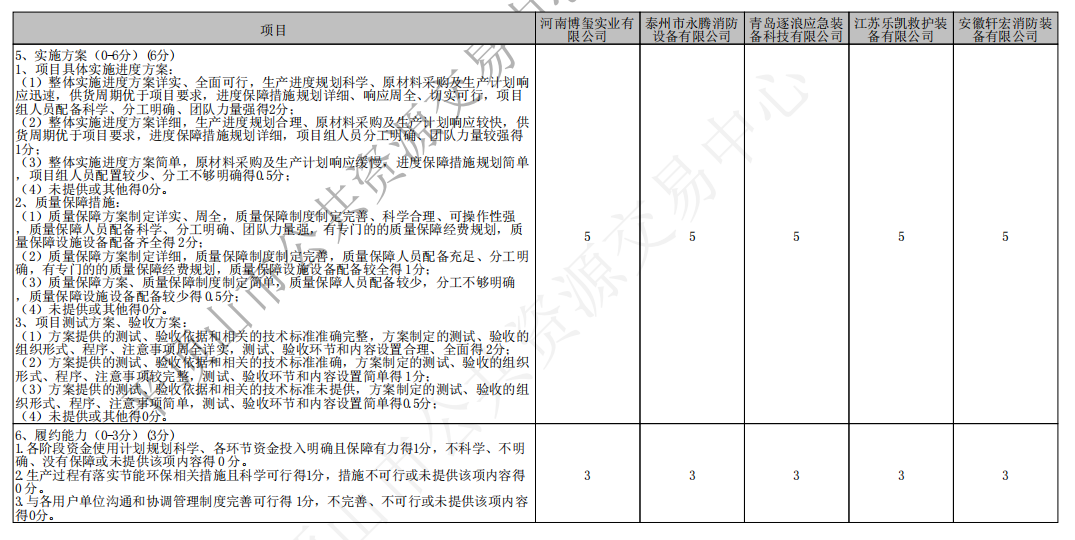 项目
河南博玺实业有
限公司
泰州市永腾消防
设备有限公司
青岛逐浪应急装
备科技有限公司
江苏乐凯救护装
备有限公司
安徽轩宏消防装
备有限公司
5、实施方案（0-6分）(6分)
1、项目具体实施进度方案：
（1）整体实施进度方案详实、全面可行，生产进度规划科学、原材料采购及生产计划响
应迅速，供货周期优于项目要求，进度保障措施规划详细、响应周全、切实可行，项目
组人员配备科学、分工明确、团队力量强得2分；
（2）整体实施进度方案详细，生产进度规划合理、原材料采购及生产计划响应较快，供
货周期优于项目要求，进度保障措施规划详细，项目组人员分工明确、团队力量较强得
1分；
（3）整体实施进度方案简单，原材料采购及生产计划响应缓慢，进度保障措施规划简单
，项目组人员配置较少、分工不够明确得0.5分；
（4）未提供或其他得0分。
2、质量保障措施：
（1）质量保障方案制定详实、周全，质量保障制度制定完善、科学合理、可操作性强
，质量保障人员配备科学、分工明确、团队力量强，有专门的的质量保障经费规划，质
量保障设施设备配备齐全得2分；
（2）质量保障方案制定详细，质量保障制度制定完善，质量保障人员配备充足、分工明
确，有专门的的质量保障经费规划，质量保障设施设备配备较全得1分；
（3）质量保障方案、质量保障制度制定简单，质量保障人员配备较少，分工不够明确
，质量保障设施设备配备较少得0.5分；
（4）未提供或其他得0分。
3、项目测试方案、验收方案：
（1）方案提供的测试、验收依据和相关的技术标准准确完整，方案制定的测试、验收的
组织形式、程序、注意事项周全详实，测试、验收环节和内容设置合理、全面得2分；
（2）方案提供的测试、验收依据和相关的技术标准准确，方案制定的测试、验收的组织
形式、程序、注意事项较完整，测试、验收环节和内容设置简单得1分；
（3）方案提供的测试、验收依据和相关的技术标准未提供，方案制定的测试、验收的组
织形式、程序、注意事项简单，测试、验收环节和内容设置简单得0.5分；
（4）未提供或其他得0分。
5 5 5 5 5
6、履约能力（0-3分）(3分)
1.各阶段资金使用计划规划科学、各环节资金投入明确且保障有力得1分，不科学、不明
确、没有保障或未提供该项内容得0分。
2.生产过程有落实节能环保相关措施且科学可行得1分，措施不可行或未提供该项内容得
0分。
3.与各用户单位沟通和协调管理制度完善可行得1分，不完善、不可行或未提供该项内容
得0分。
3 3 3 3 3
山市公共资源交易中心